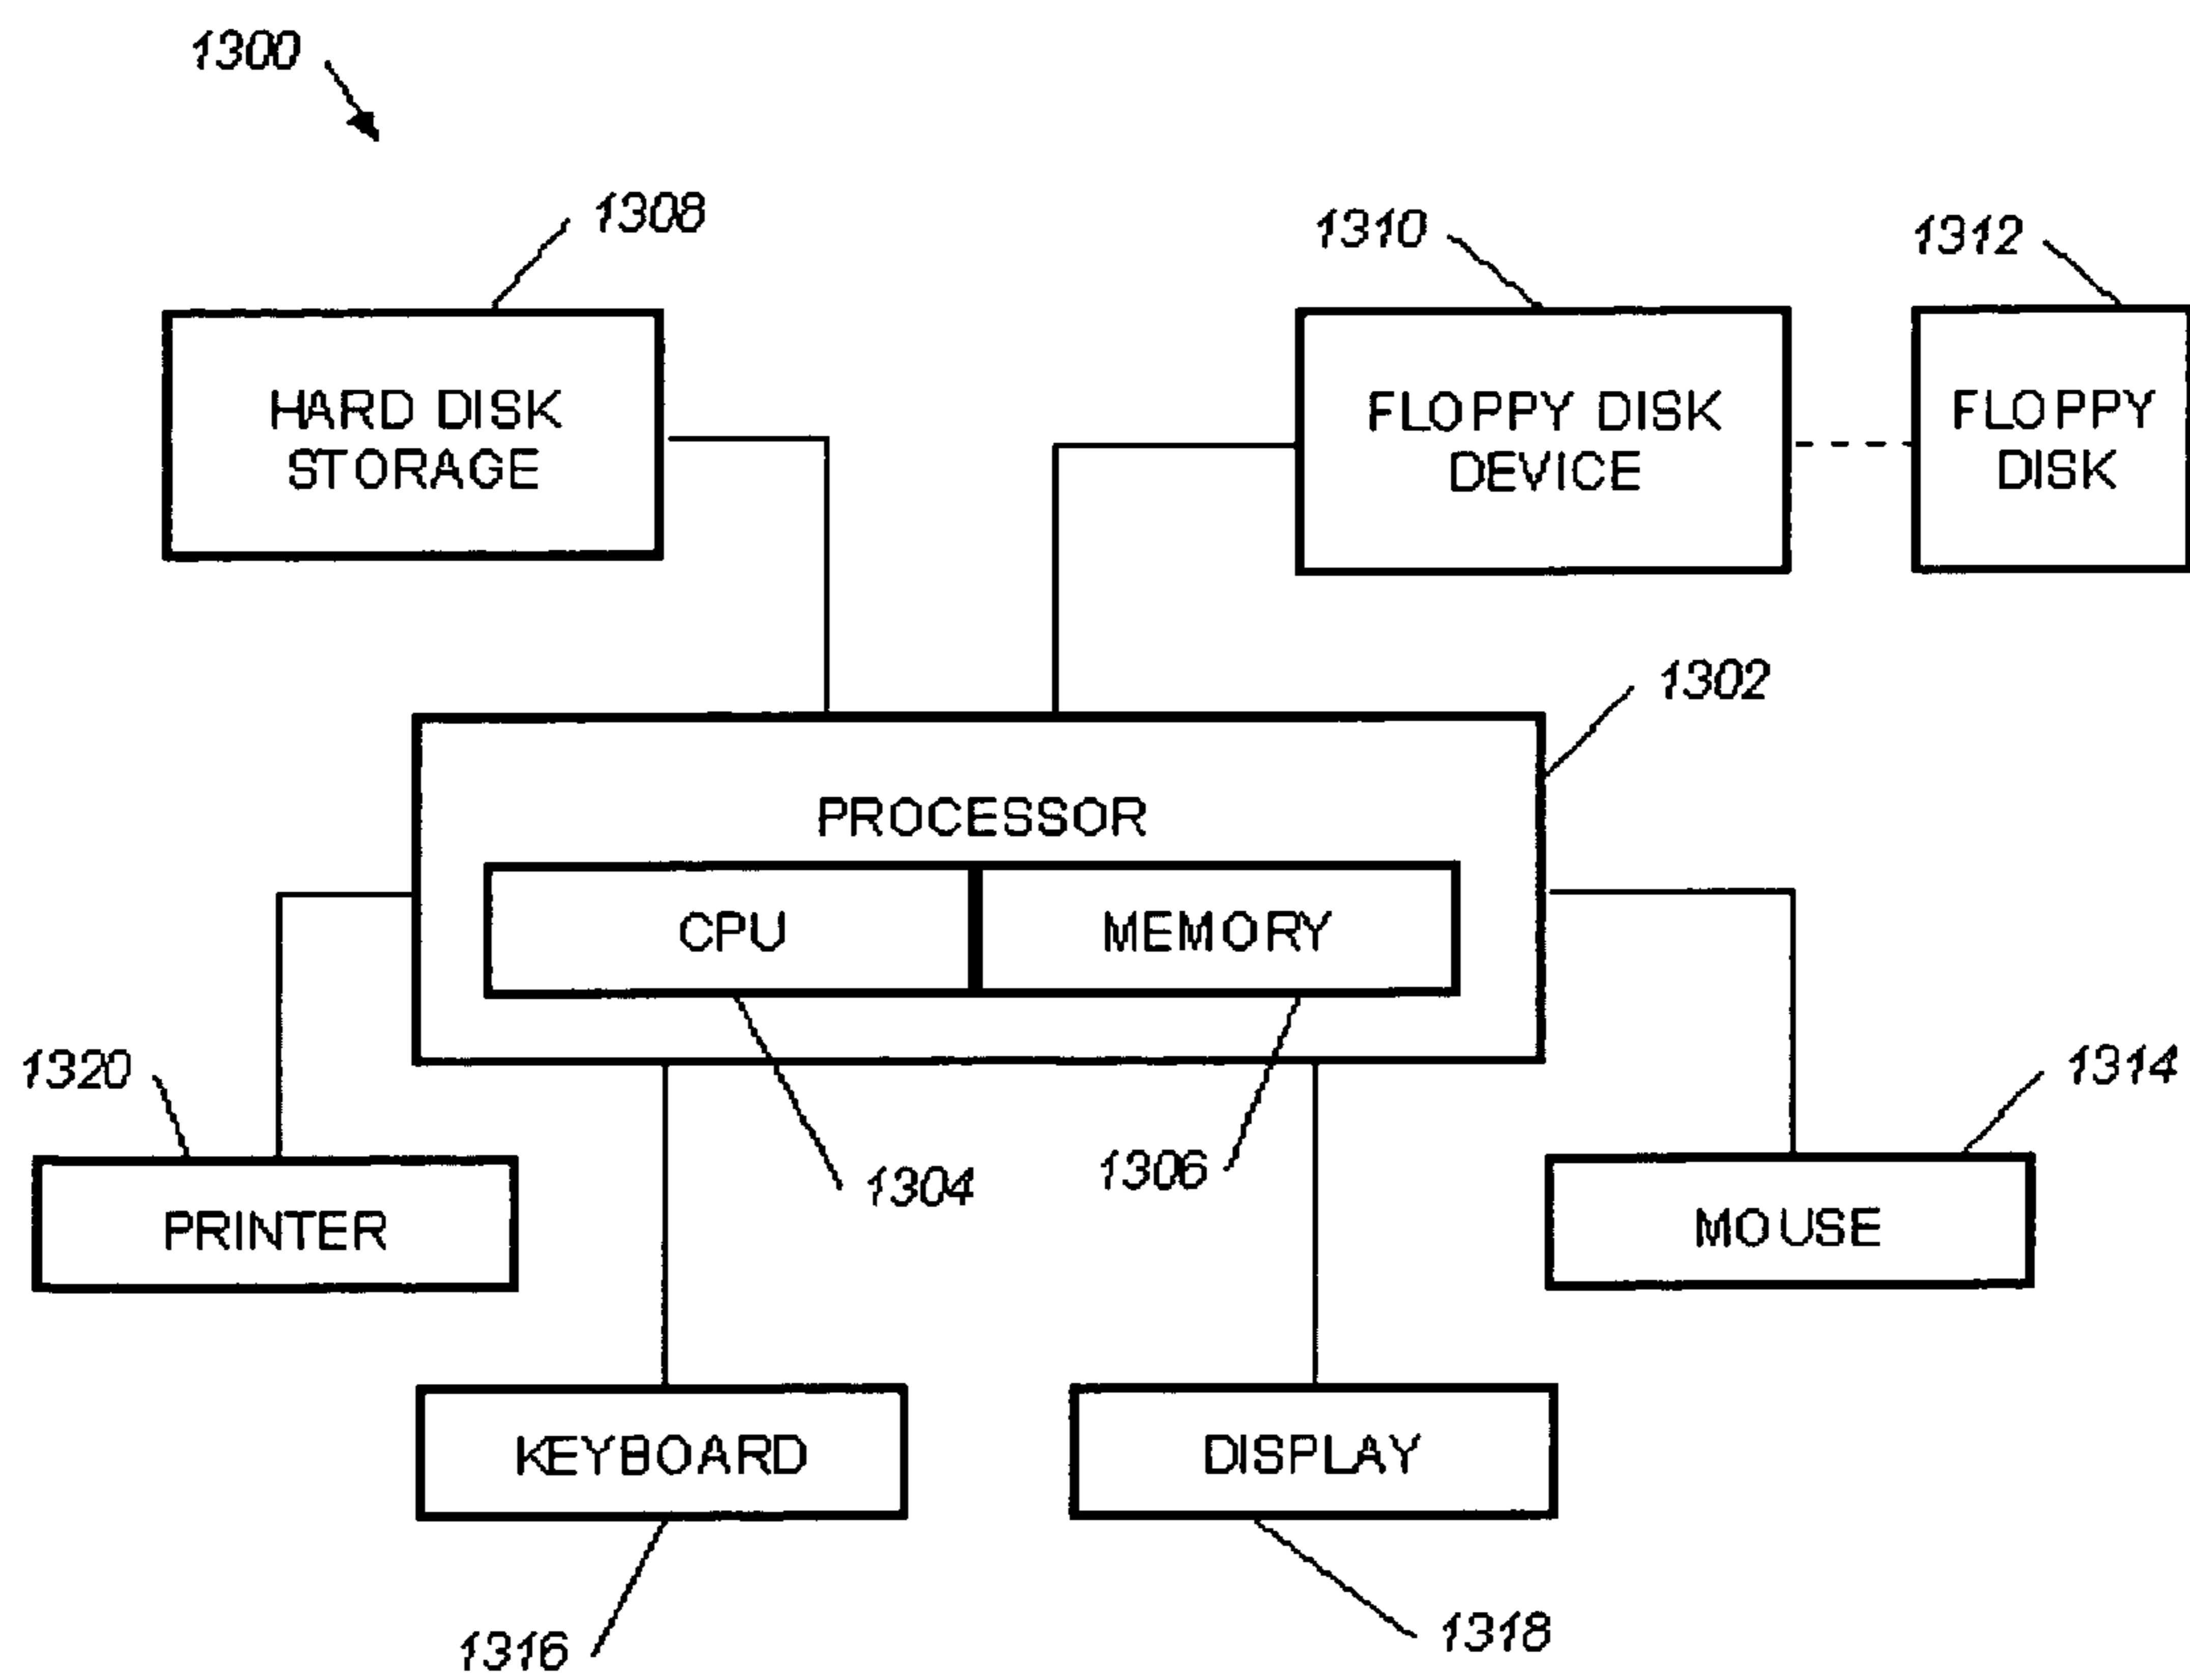 1300
1308
1310
1312
HARD DISK
STORAGE
FLOPPY DISK
DEVICE
FLOPPY
DISK
1302
PROCESSOR
CPU
MEMORY
1320
1304
1306
1314
PRINTER
MOUSE
KEYBOARD
DISPLAY
1316
1318